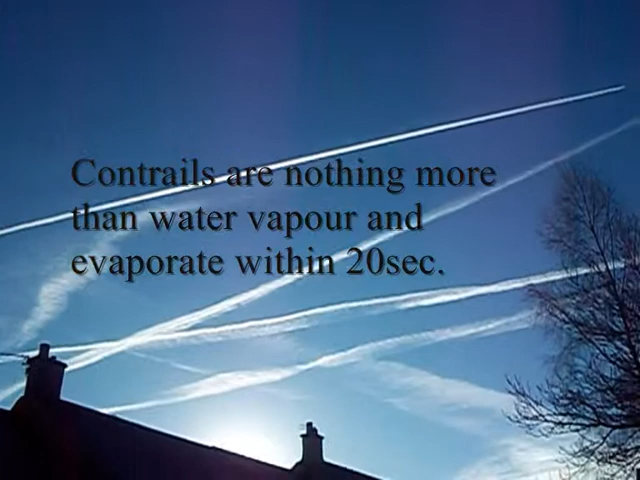 Contrails are nothing more
than water vapour and
evaporate within 20sec.